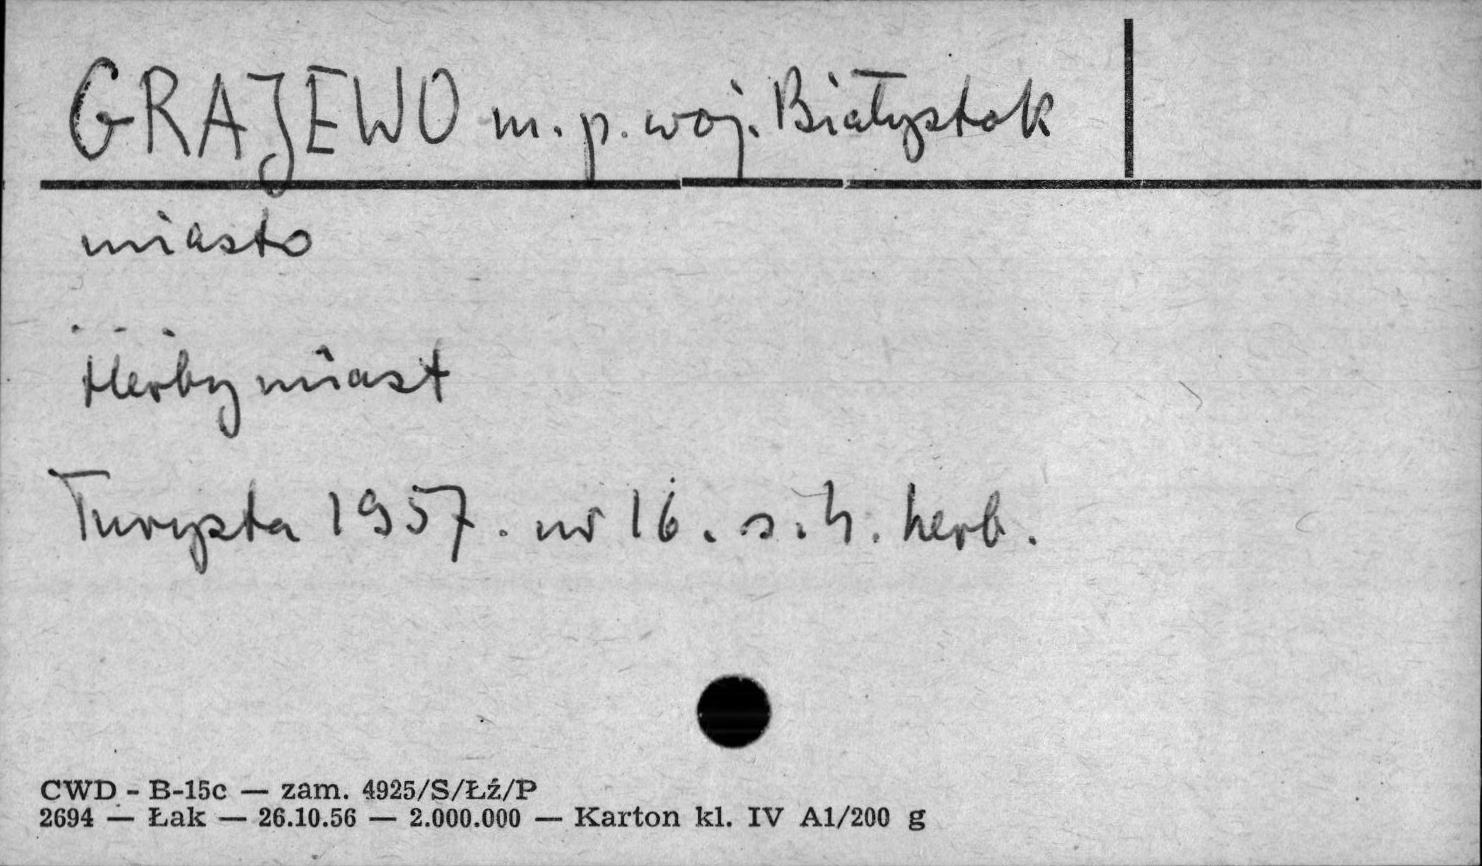 GRAJEWO m. p. woj. Białystok
miasto
Herby miast
Turysta 1957. nr 16. s. 4. herb.
CWD - B-15c — zam. 4925/S/Łź/P
2694 — Łak — 26.10.56 — 2.000.000 — Karton kl. IV A1/200 g